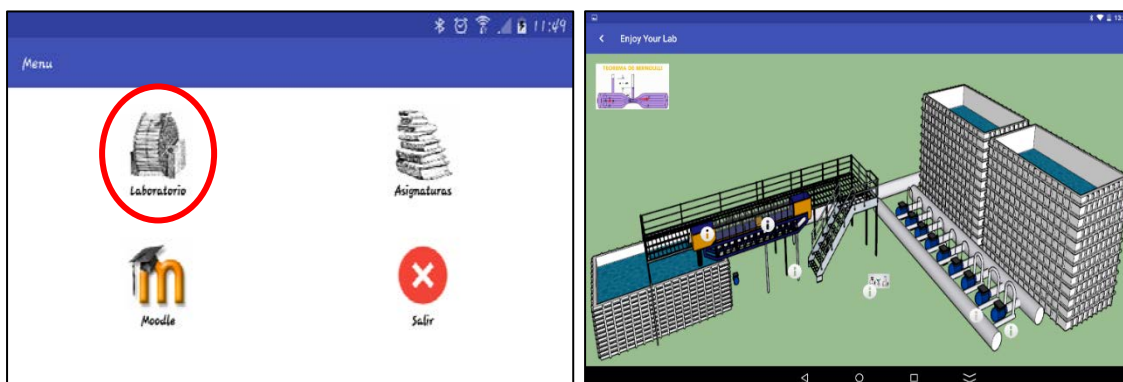 11:49
Menu
Laboratorio
Asignaturas
Moodle
Salir
Enjoy Your Lab
TEOREMA DE BERNOULLI